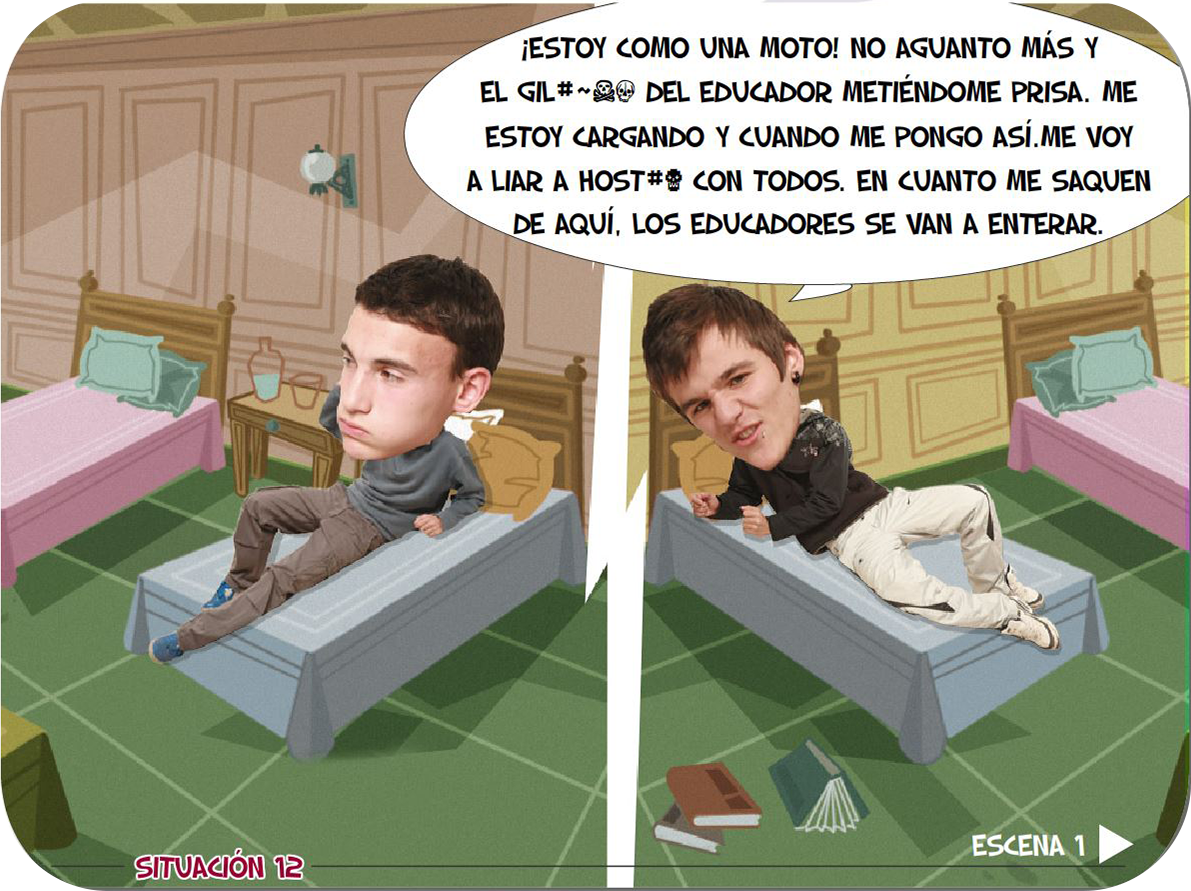 ¡ESTOY COMO UNA MOTO! NO AGUANTO MÁS Y
EL GIL#~☠💀 DEL EDUCADOR METIÉNDOME PRISA. ME
ESTOY CARGANDO Y CUANDO ME PONGO ASÍ.ME VOY
A LIAR A HOST#💀 CON TODOS. EN CUANTO ME SAQUEN
DE AQUÍ, LOS EDUCADORES SE VAN A ENTERAR.
ESCENA 1
SITUACIÓN 12